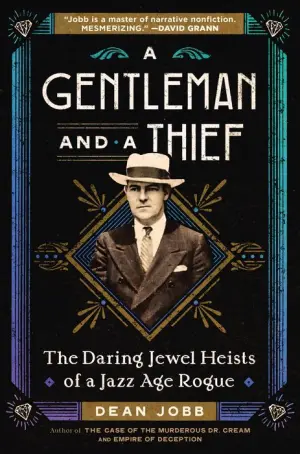 “Jobb is a master of narrative nonfiction.
MESMERIZING.” —DAVID GRANN
A
GENTLEMAN
AND · A
THIEF
The Daring Jewel Heists
of a Jazz Age Rogue
DEAN JOBB
Author of THE CASE OF THE MURDEROUS DR. CREAM
AND EMPIRE OF DECEPTION